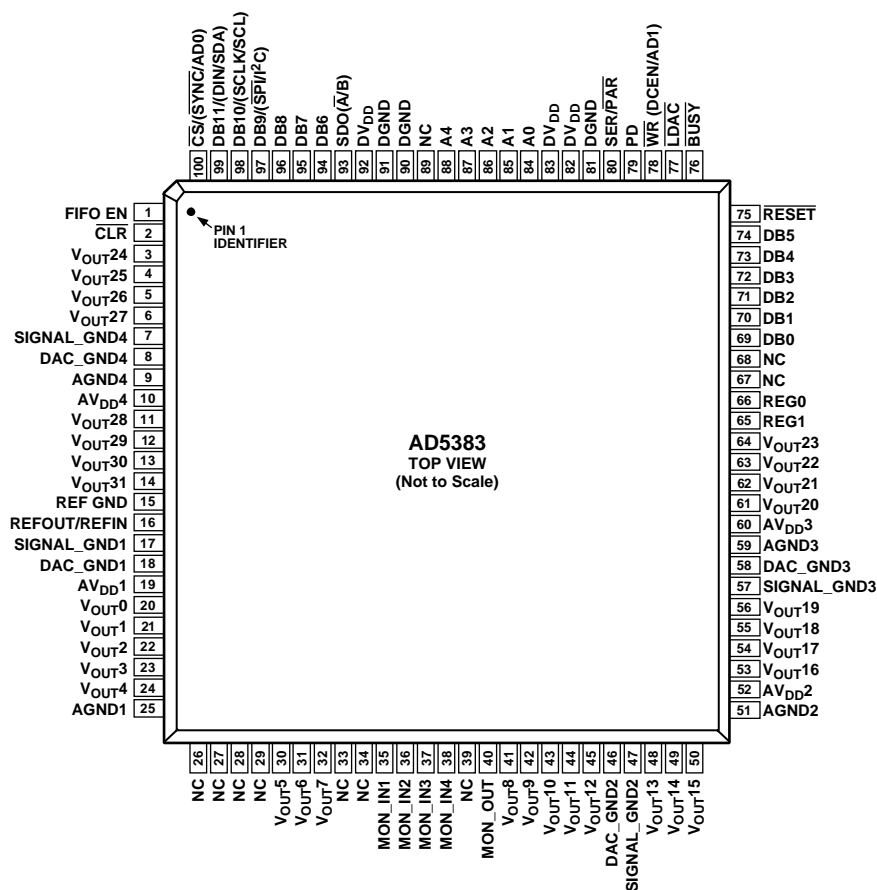 CS/(SYNC/AD0)
DB11/(DIN/SDA)
DB10/(SCLK/SCL)
DB9/(SPI/I²C)
DB8
DB7
DB6
SDO(A/B)
DVDD
DGND
DGND
NC
A4
A3
A2
A1
A0
DVDD
DVDD
DGND
SER/PAR
PD
WR (DCEN/AD1)
LDAC
BUSY
100 99 98 97 96 95 94 93 92 91 90 89 88 87 86 85 84 83 82 81 80 79 78 77 76
FIFO EN 1
CLR 2
VOUT24 3
VOUT25 4
VOUT26 5
VOUT27 6
SIGNAL_GND4 7
DAC_GND4 8
AGND4 9
AVDD4 10
VOUT28 11
VOUT29 12
VOUT30 13
VOUT31 14
REF GND 15
REFOUT/REFIN 16
SIGNAL_GND1 17
DAC_GND1 18
AVDD1 19
VOUT0 20
VOUT1 21
VOUT2 22
VOUT3 23
VOUT4 24
AGND1 25
PIN 1
IDENTIFIER
AD5383
TOP VIEW
(Not to Scale)
75 RESET
74 DB5
73 DB4
72 DB3
71 DB2
70 DB1
69 DB0
68 NC
67 NC
66 REG0
65 REG1
64 VOUT23
63 VOUT22
62 VOUT21
61 VOUT20
60 AVDD3
59 AGND3
58 DAC_GND3
57 SIGNAL_GND3
56 VOUT19
55 VOUT18
54 VOUT17
53 VOUT16
52 AVDD2
51 AGND2
26 27 28 29 30 31 32 33 34 35 36 37 38 39 40 41 42 43 44 45 46 47 48 49 50
NC
NC
NC
NC
VOUT5
VOUT6
VOUT7
NC
NC
MON_IN1
MON_IN2
MON_IN3
MON_IN4
NC
MON_OUT
VOUT8
VOUT9
VOUT10
VOUT11
VOUT12
DAC_GND2
SIGNAL_GND2
VOUT13
VOUT14
VOUT15